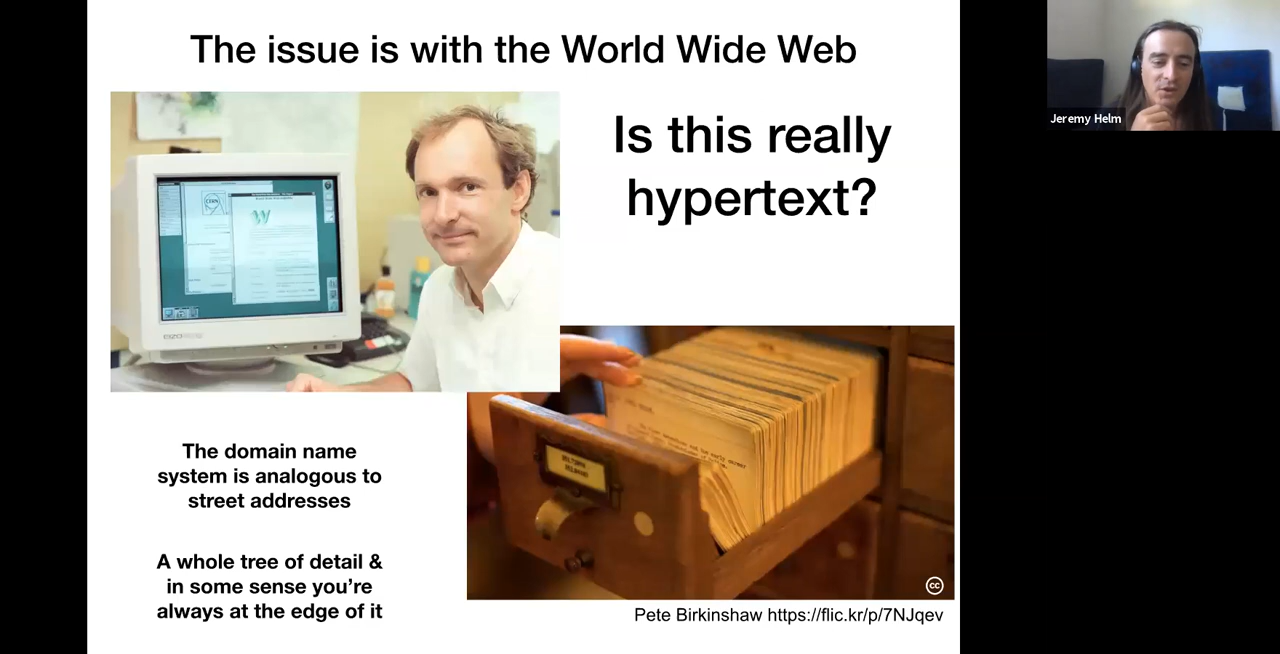 The issue is with the World Wide Web
Is this really
hypertext?
Jeremy Helm
CERN
W
The domain name
system is analogous to
street addresses
A whole tree of detail &
in some sense you're
always at the edge of it
cc
Pete Birkinshaw https://flic.kr/p/7NJqev